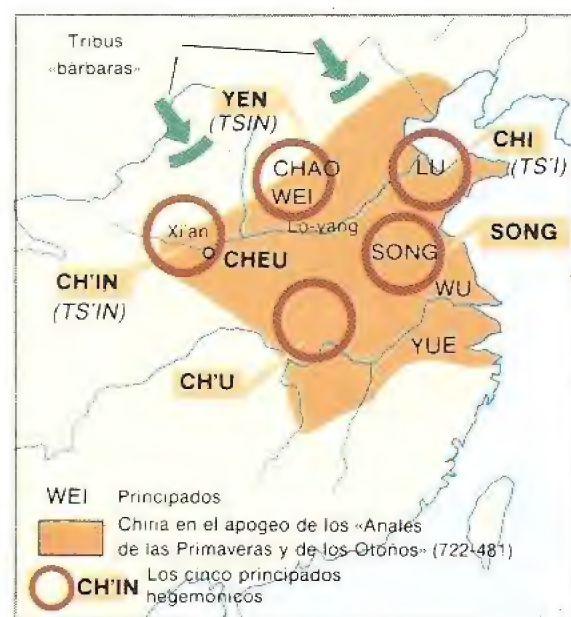 Tribus
«bárbaras»
YEN
(TSIN)
CHAO
WEI
LU
CHI
(TS'I)
Xi'an
Lo-yang
CHEU
SONG
SONG
WU
CH'IN
(TS'IN)
YUE
CH'U
WEI Principados
China en el apogeo de los «Anales
de las Primaveras y de los Otoños» (722-481)
CH'IN Los cinco principados
hegemónicos